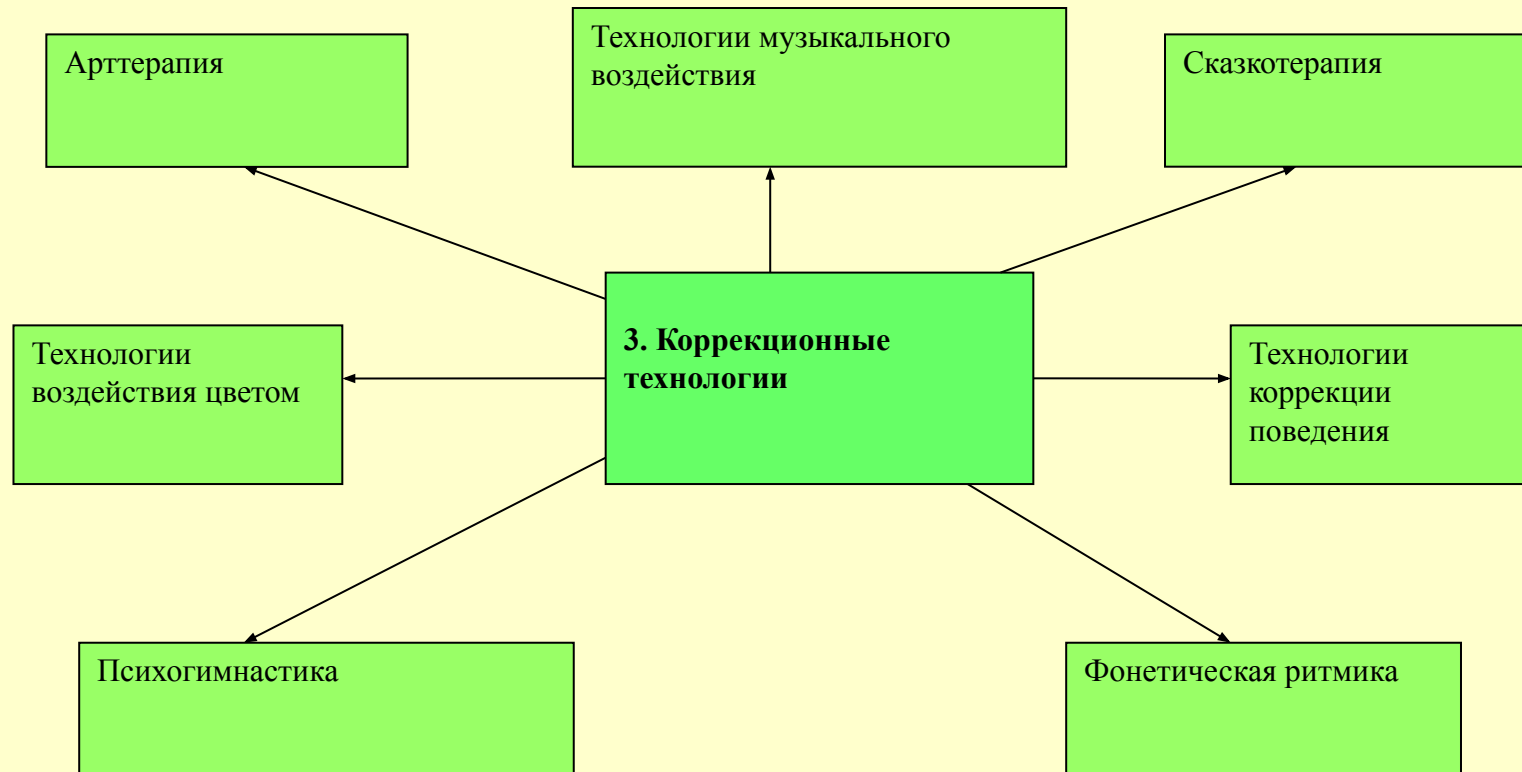 Арттерапия
Технологии музыкального
воздействия
Сказкотерапия
Технологии
воздействия цветом
3. Коррекционные
технологии
Технологии
коррекции
поведения
Психогимнастика
Фонетическая ритмика